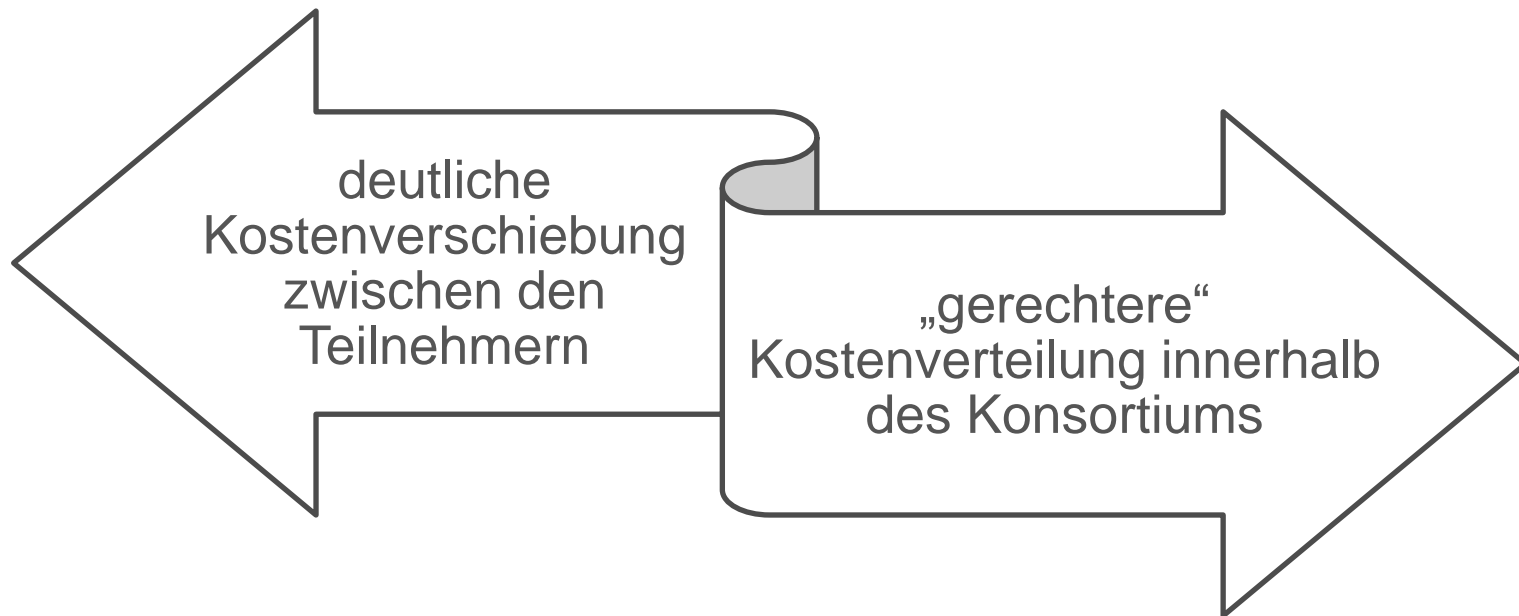 deutliche
Kostenverschiebung
zwischen den
Teilnehmern
„gerechtere“
Kostenverteilung innerhalb
des Konsortiums